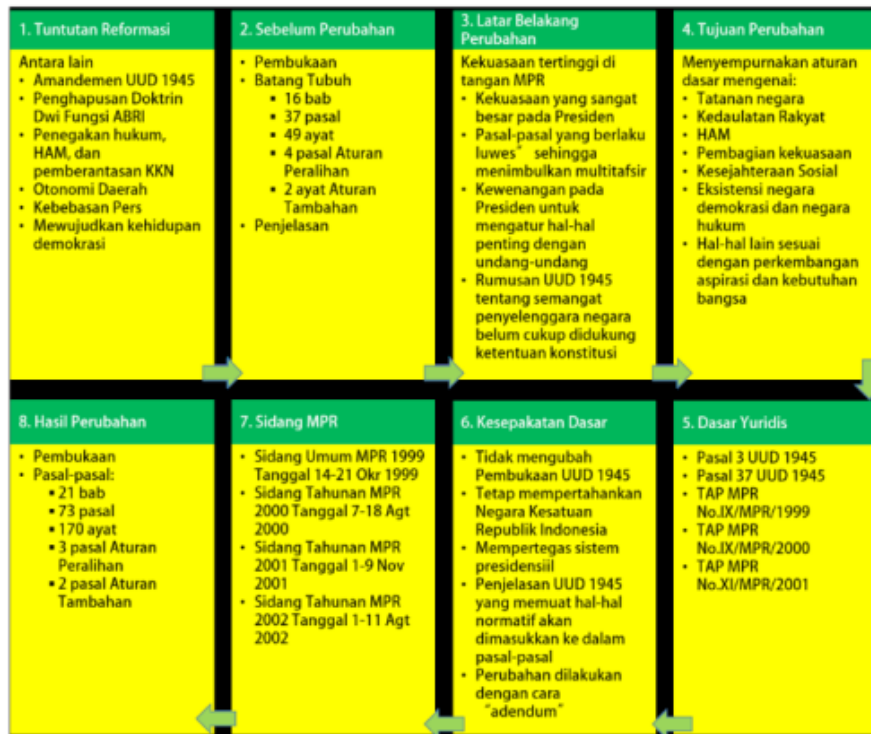 1. Tuntutan Reformasi
Antara lain
• Amandemen UUD 1945
• Penghapusan Doktrin
Dwi Fungsi ABRI
• Penegakan hukum,
HAM, dan
pemberantasan KKN
• Otonomi Daerah
• Kebebasan Pers
• Mewujudkan kehidupan
demokrasi
2. Sebelum Perubahan
• Pembukaan
• Batang Tubuh
▪ 16 bab
▪ 37 pasal
▪ 49 ayat
▪ 4 pasal Aturan
Peralihan
▪ 2 ayat Aturan
Tambahan
• Penjelasan
3. Latar Belakang
Perubahan
Kekuasaan tertinggi di
tangan MPR
• Kekuasaan yang sangat
besar pada Presiden
• Pasal-pasal yang berlaku
luwes” sehingga
menimbulkan multitafsir
• Kewenangan pada
Presiden untuk
mengatur hal-hal
penting dengan
undang-undang
• Rumusan UUD 1945
tentang semangat
penyelenggara negara
belum cukup didukung
ketentuan konstitusi
4. Tujuan Perubahan
Menyempurnakan aturan
dasar mengenai:
• Tatanan negara
• Kedaulatan Rakyat
• HAM
• Pembagian kekuasaan
• Kesejahteraan Sosial
• Eksistensi negara
demokrasi dan negara
hukum
• Hal-hal lain sesuai
dengan perkembangan
aspirasi dan kebutuhan
bangsa
5. Dasar Yuridis
• Pasal 3 UUD 1945
• Pasal 37 UUD 1945
• TAP MPR
No.IX/MPR/1999
• TAP MPR
No.IX/MPR/2000
• TAP MPR
No.XI/MPR/2001
6. Kesepakatan Dasar
• Tidak mengubah
Pembukaan UUD 1945
• Tetap mempertahankan
Negara Kesatuan
Republik Indonesia
• Mempertegas sistem
presidensiil
• Penjelasan UUD 1945
yang memuat hal-hal
normatif akan
dimasukkan ke dalam
pasal-pasal
• Perubahan dilakukan
dengan cara
“adendum”
7. Sidang MPR
• Sidang Umum MPR 1999
Tanggal 14-21 Okr 1999
• Sidang Tahunan MPR
2000 Tanggal 7-18 Agt
2000
• Sidang Tahunan MPR
2001 Tanggal 1-9 Nov
2001
• Sidang Tahunan MPR
2002 Tanggal 1-11 Agt
2002
8. Hasil Perubahan
• Pembukaan
• Pasal-pasal:
▪ 21 bab
▪ 73 pasal
▪ 170 ayat
▪ 3 pasal Aturan
Peralihan
▪ 2 pasal Aturan
Tambahan